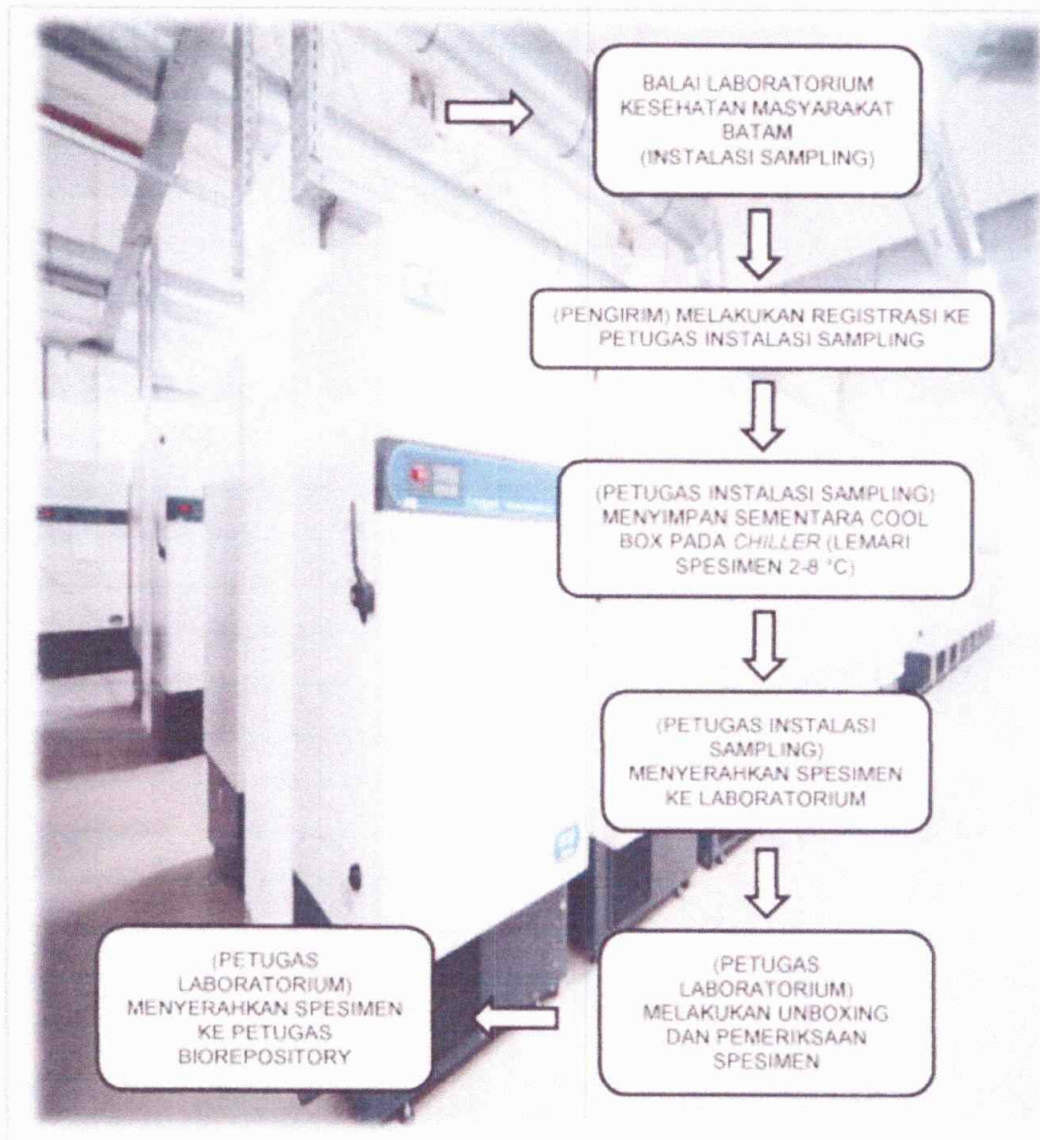 BALAI LABORATORIUM
KESEHATAN MASYARAKAT
BATAM
(INSTALASI SAMPLING)
(PENGIRIM) MELAKUKAN REGISTRASI KE
PETUGAS INSTALASI SAMPLING
(PETUGAS INSTALASI SAMPLING)
MENYIMPAN SEMENTARA COOL
BOX PADA CHILLER (LEMARI
SPESIMEN 2-8 °C)
(PETUGAS INSTALASI
SAMPLING)
MENYERAHKAN SPESIMEN
KE LABORATORIUM
(PETUGAS
LABORATORIUM)
MELAKUKAN UNBOXING
DAN PEMERIKSAAN
SPESIMEN
(PETUGAS
LABORATORIUM)
MENYERAHKAN SPESIMEN
KE PETUGAS
BIOREPOSITORY